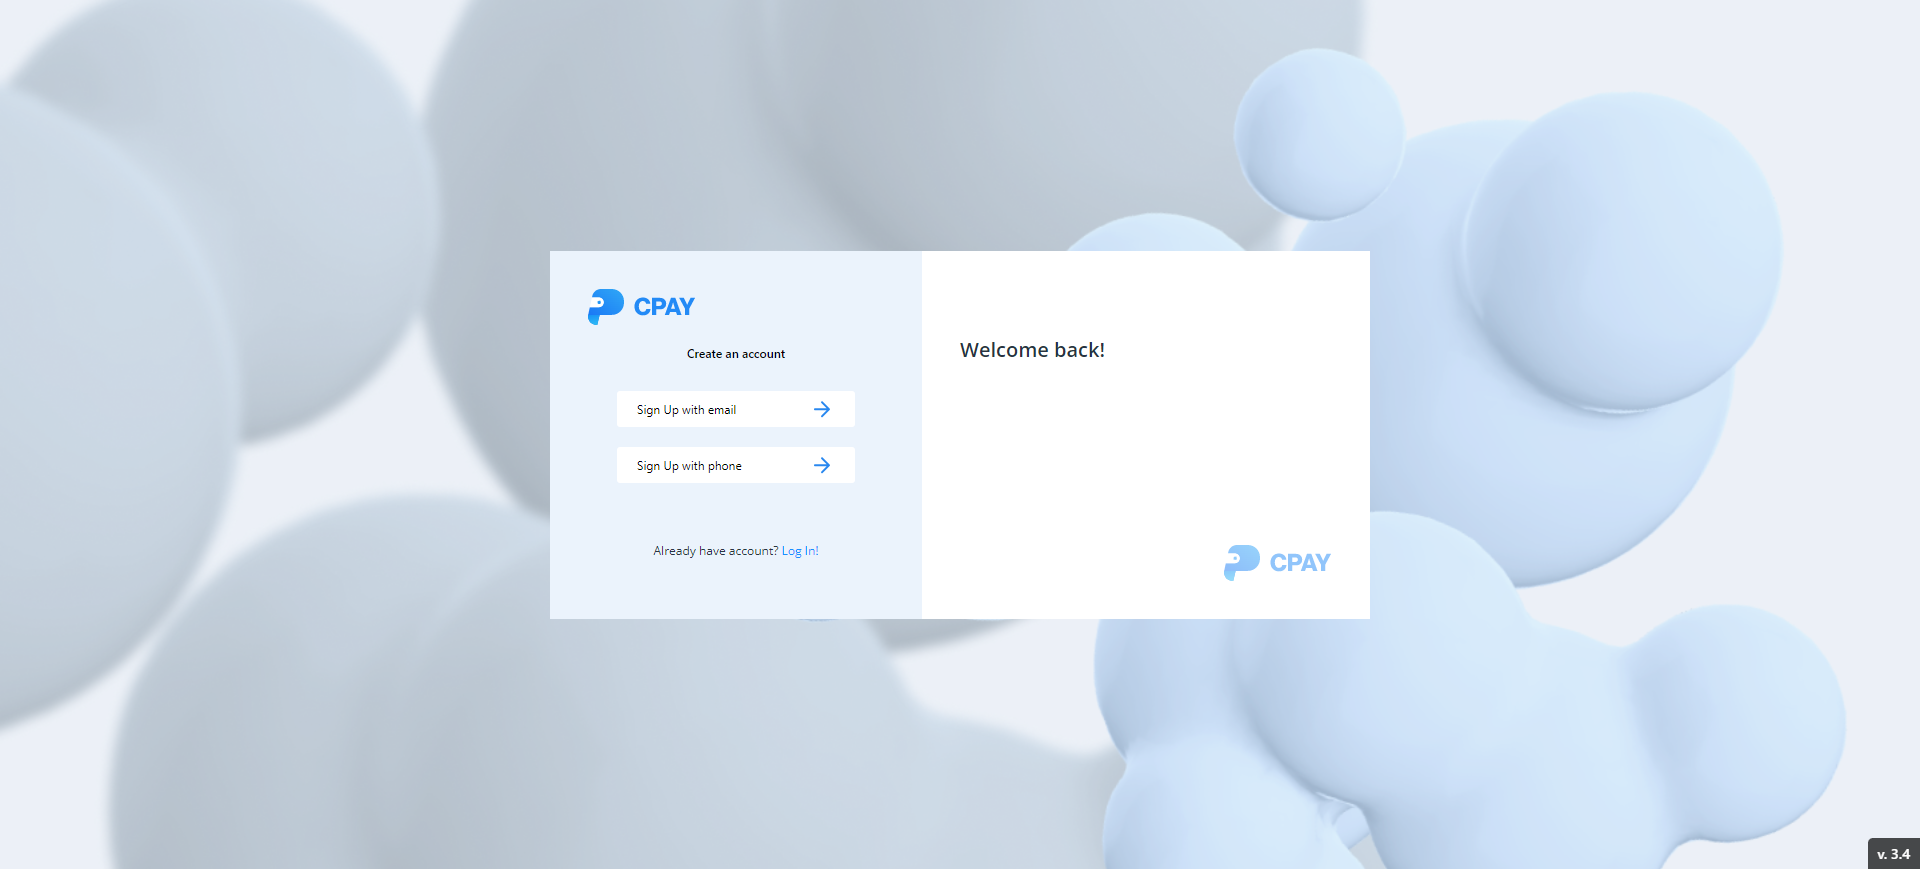 CPAY
Create an account
Sign Up with email
Sign Up with phone
Already have account? Log In!
Welcome back!
CPAY
v. 3.4